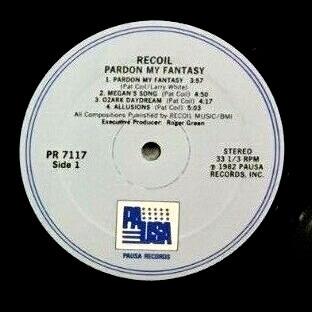 RECOIL
PARDON MY FANTASY
1. PARDON MY FANTASY 3:57
(Pat Coil/Larry White)
2. MEGAN'S SONG (Pat Coil) 4:50
3. OZARK DAYDREAM (Pat Coil) 4:17
4. ALLUSIONS (Pat Coil) 5:03
All Compositions Published by RECOIL MUSIC/BMI
Executive Producer: Roger Green
PR 7117
Side 1
STEREO
33 1/3 RPM
℗ 1982 PAUSA
RECORDS, INC.
PAUSA
PAUSA RECORDS